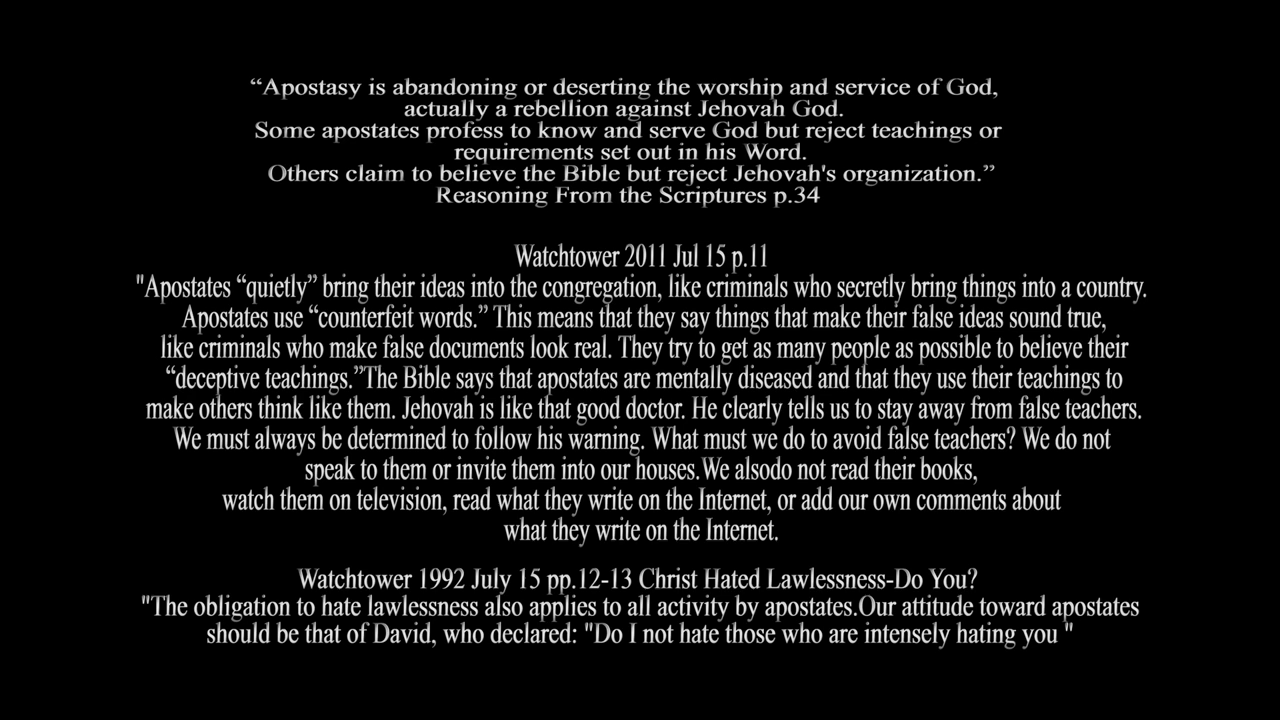 “Apostasy is abandoning or deserting the worship and service of God,
actually a rebellion against Jehovah God.
Some apostates profess to know and serve God but reject teachings or
requirements set out in his Word.
Others claim to believe the Bible but reject Jehovah's organization.”
Reasoning From the Scriptures p.34
Watchtower 2011 Jul 15 p.11
"Apostates “quietly” bring their ideas into the congregation, like criminals who secretly bring things into a country.
Apostates use “counterfeit words.” This means that they say things that make their false ideas sound true,
like criminals who make false documents look real. They try to get as many people as possible to believe their
“deceptive teachings.”The Bible says that apostates are mentally diseased and that they use their teachings to
make others think like them. Jehovah is like that good doctor. He clearly tells us to stay away from false teachers.
We must always be determined to follow his warning. What must we do to avoid false teachers? We do not
speak to them or invite them into our houses.We alsodo not read their books,
watch them on television, read what they write on the Internet, or add our own comments about
what they write on the Internet.
Watchtower 1992 July 15 pp.12-13 Christ Hated Lawlessness-Do You?
"The obligation to hate lawlessness also applies to all activity by apostates.Our attitude toward apostates
should be that of David, who declared: "Do I not hate those who are intensely hating you "